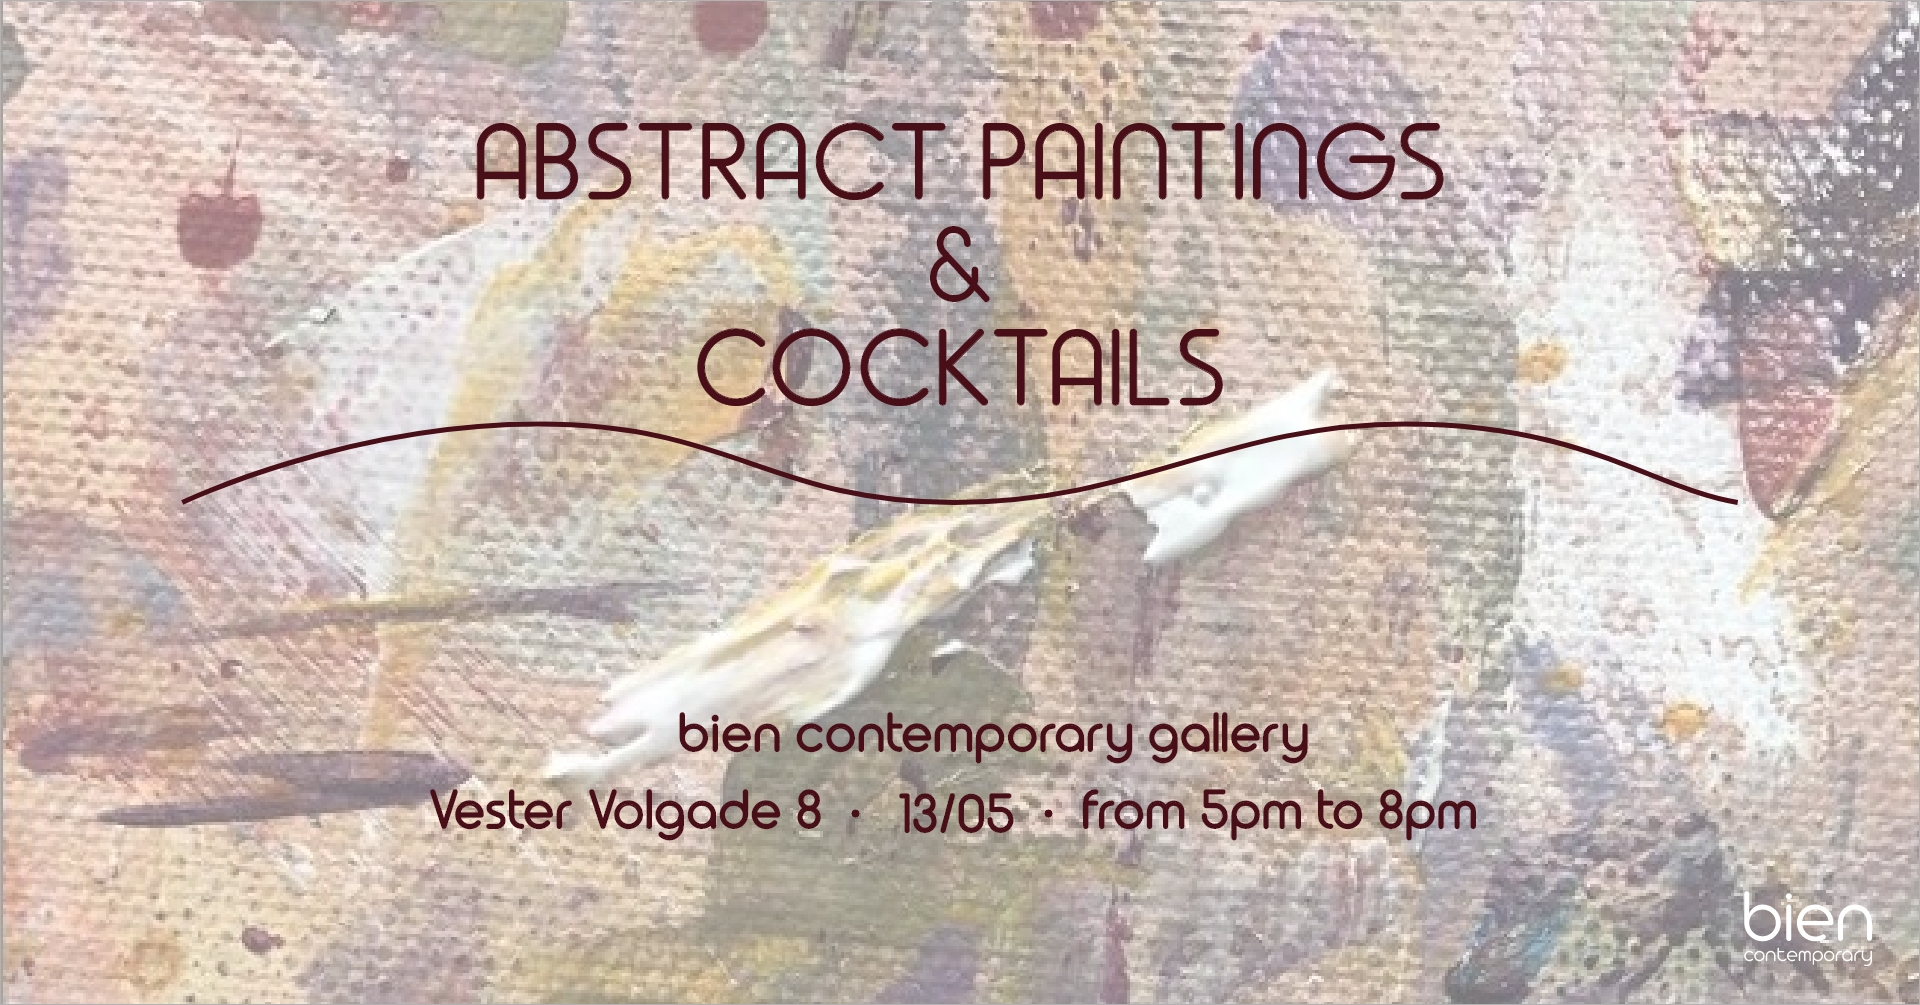 ABSTRACT PAINTINGS
&
COCKTAILS
bien contemporary gallery
Vester Volgade 8 · 13/05 · from 5pm to 8pm
bien
contemporary